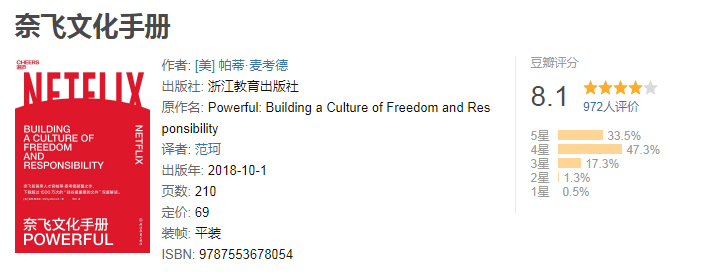 奈飞文化手册
CHEERS
NETFLIX
BUILDING
A CULTURE OF
FREEDOM
AND
RESPONSIBILITY
NETFLIX
奈飞文化手册
POWERFUL
作者: [美] 帕蒂·麦考德
出版社: 浙江教育出版社
原作名: Powerful: Building a Culture of Freedom and Res
ponsibility
译者: 范珂
出版年: 2018-10-1
页数: 210
定价: 69
装帧: 平装
ISBN: 9787553678054
豆瓣评分
8.1
972人评价
5星 33.5%
4星 47.3%
3星 17.3%
2星 1.3%
1星 0.5%